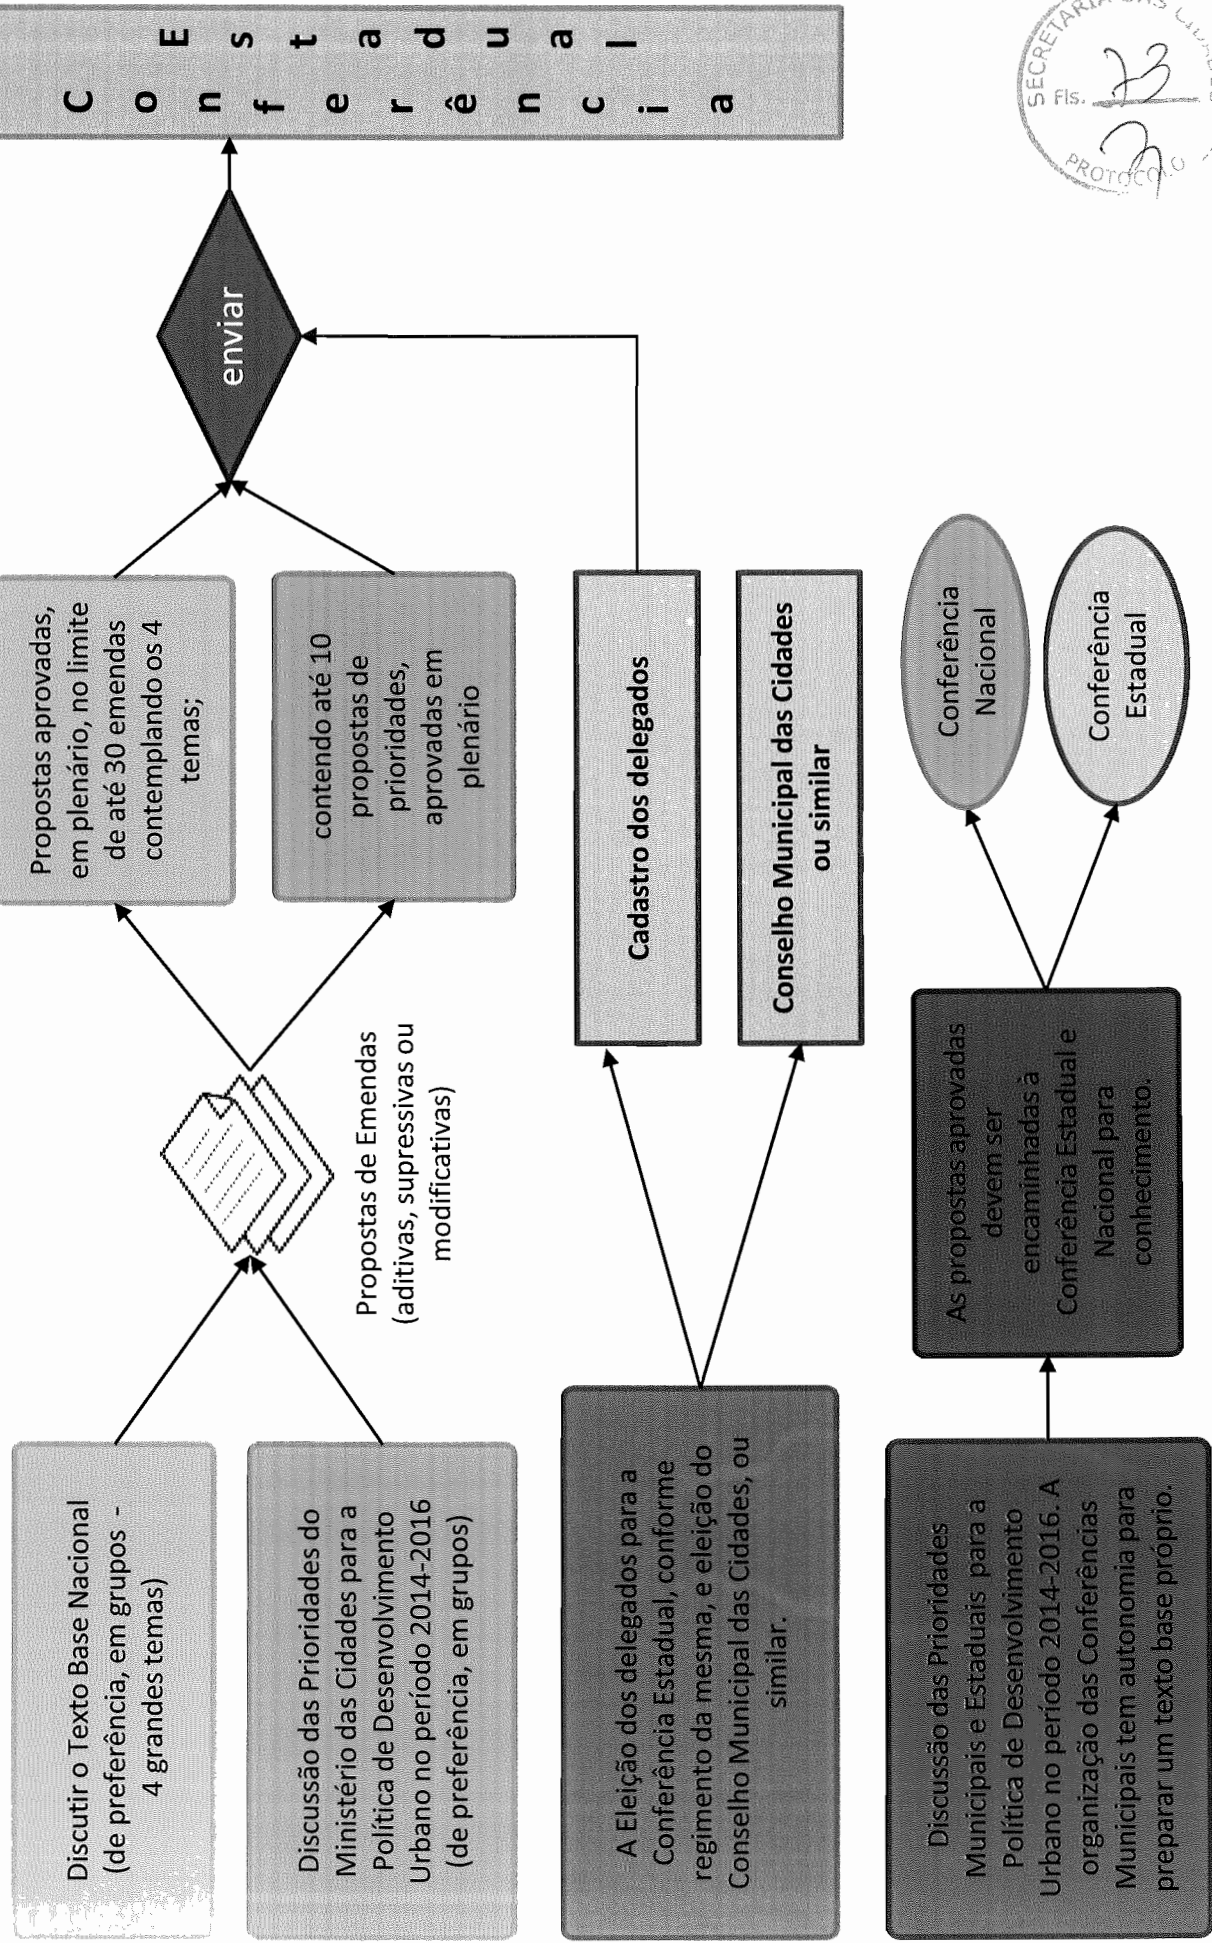 Discutir o Texto Base Nacional
(de preferência, em grupos -
4 grandes temas)
Discussão das Prioridades do
Ministério das Cidades para a
Política de Desenvolvimento
Urbano no período 2014-2016
(de preferência, em grupos)
Propostas de Emendas
(aditivas, supressivas ou
modificativas)
Propostas aprovadas,
em plenário, no limite
de até 30 emendas
contemplando os 4
temas;
contendo até 10
propostas de
prioridades,
aprovadas em
plenário
enviar
Conferência
Estadual
A Eleição dos delegados para a
Conferência Estadual, conforme
regimento da mesma, e eleição do
Conselho Municipal das Cidades, ou
similar.
Cadastro dos delegados
Conselho Municipal das Cidades
ou similar
Discussão das Prioridades
Municipais e Estaduais para a
Política de Desenvolvimento
Urbano no período 2014-2016. A
organização das Conferências
Municipais tem autonomia para
preparar um texto base próprio.
As propostas aprovadas
devem ser
encaminhadas à
Conferência Estadual e
Nacional para
conhecimento.
Conferência
Nacional
Conferência
Estadual
SECRETARIA DAS
Fls. 73
PROTOCOLO